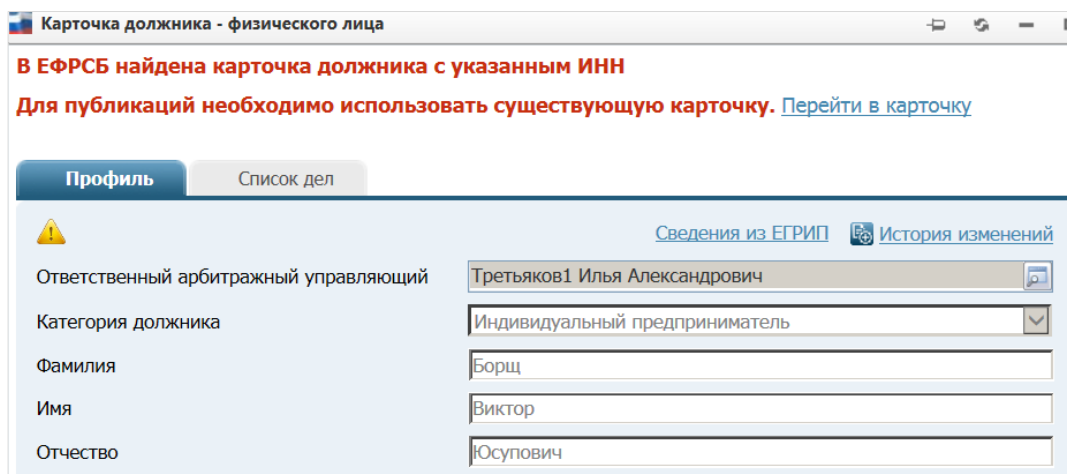 Карточка должника - физического лица
В ЕФРСБ найдена карточка должника с указанным ИНН
Для публикаций необходимо использовать существующую карточку. Перейти в карточку
Профиль Список дел
Сведения из ЕГРИП История изменений
Ответственный арбитражный управляющий Третьяков1 Илья Александрович
Категория должника Индивидуальный предприниматель
Фамилия Борщ
Имя Виктор
Отчество Юсупович